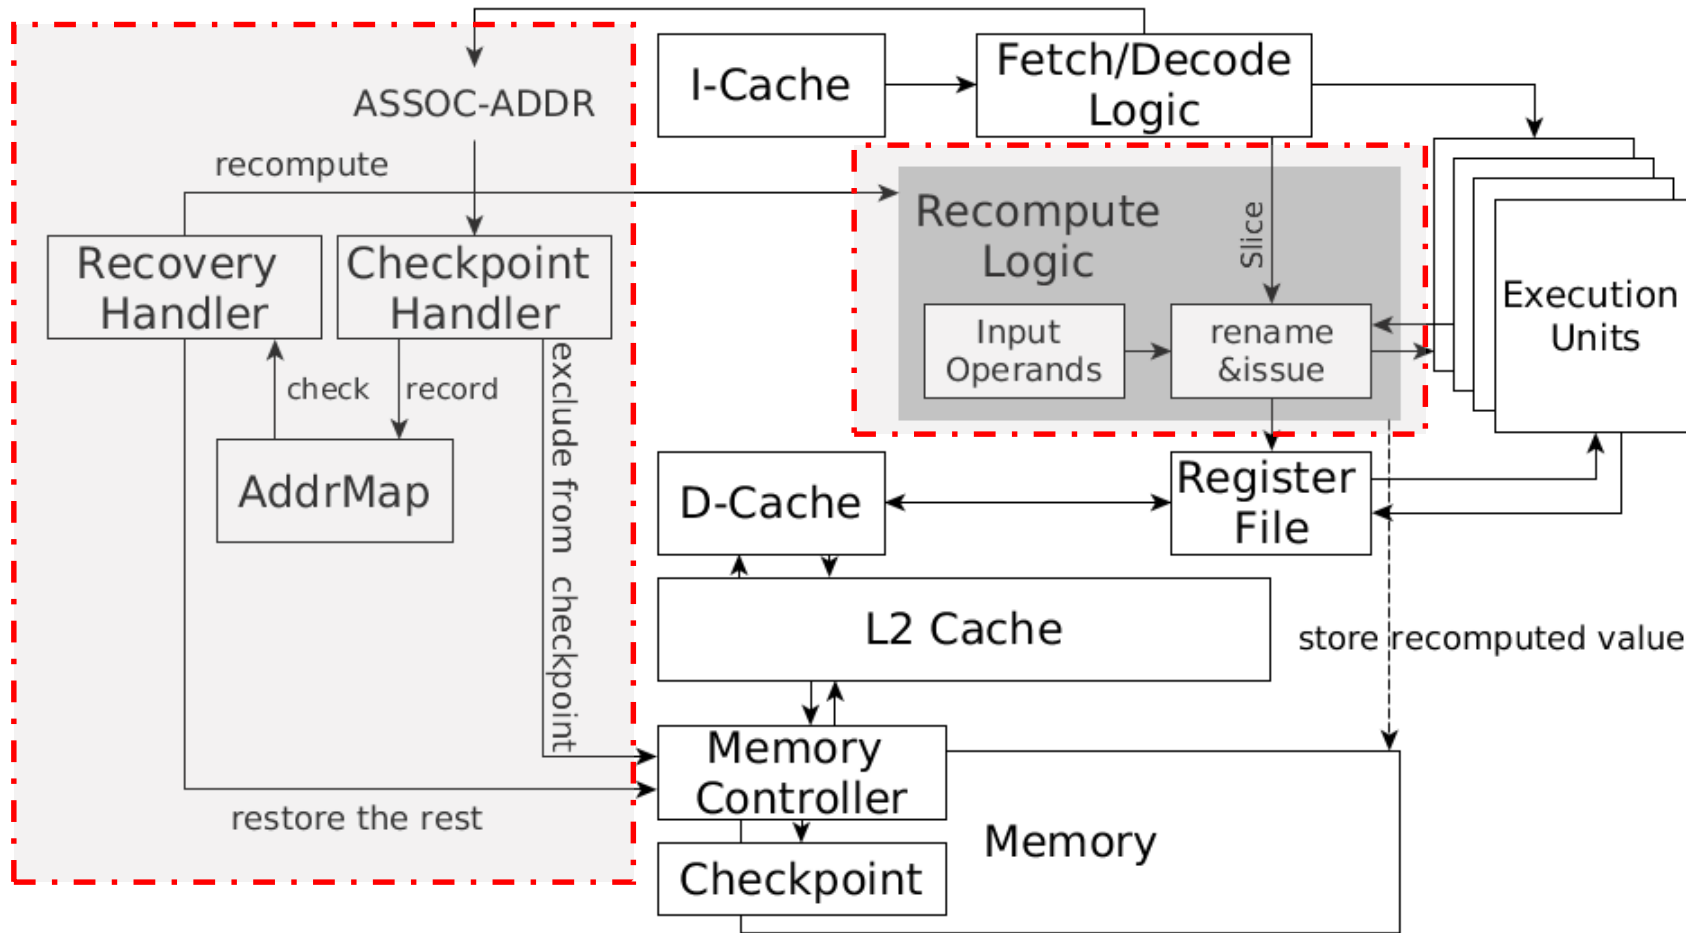 ASSOC-ADDR
recompute
Recovery
Handler
Checkpoint
Handler
check
record
AddrMap
exclude from checkpoint
restore the rest
I-Cache
Fetch/Decode
Logic
Recompute
Logic
Slice
Input
Operands
rename
&issue
Execution
Units
D-Cache
Register
File
L2 Cache
store recomputed value
Memory
Controller
Memory
Checkpoint